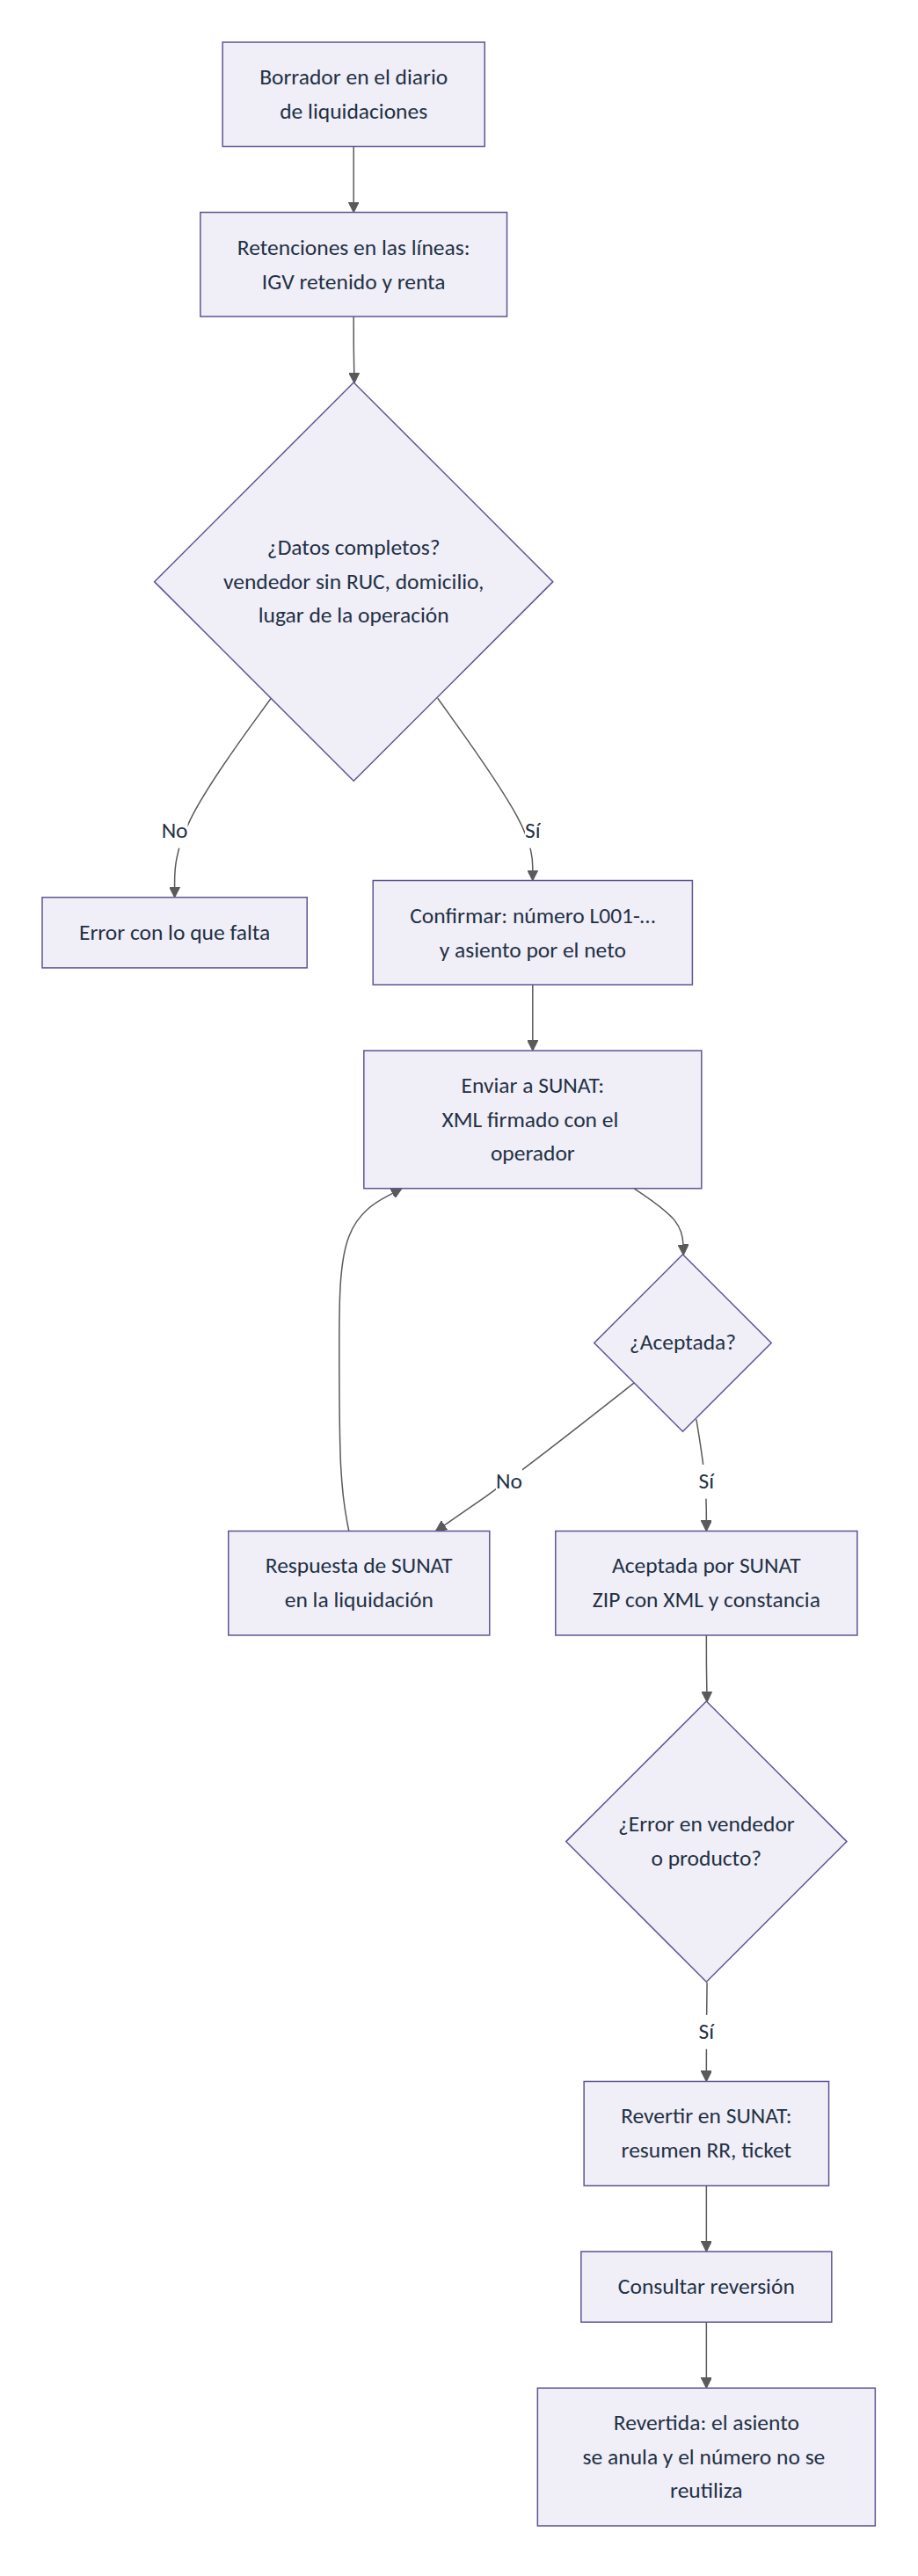 Borrador en el diario
de liquidaciones
Retenciones en las líneas:
IGV retenido y renta
¿Datos completos?
vendedor sin RUC, domicilio,
lugar de la operación
No
Sí
Error con lo que falta
Confirmar: número L001-...
y asiento por el neto
Enviar a SUNAT:
XML firmado con el
operador
¿Aceptada?
No
Sí
Respuesta de SUNAT
en la liquidación
Aceptada por SUNAT
ZIP con XML y constancia
¿Error en vendedor
o producto?
Sí
Revertir en SUNAT:
resumen RR, ticket
Consultar reversión
Revertida: el asiento
se anula y el número no se
reutiliza